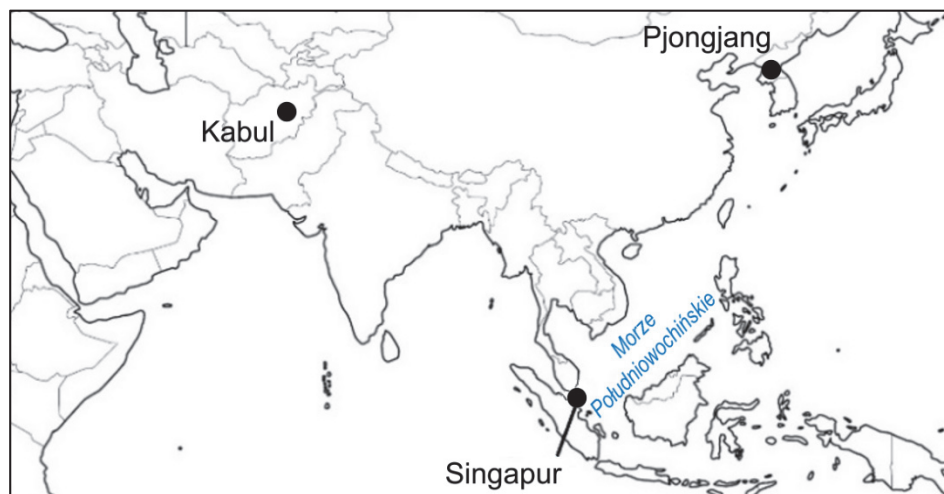 Pjongjang
Kabul
Morze
Południowochińskie
Singapur